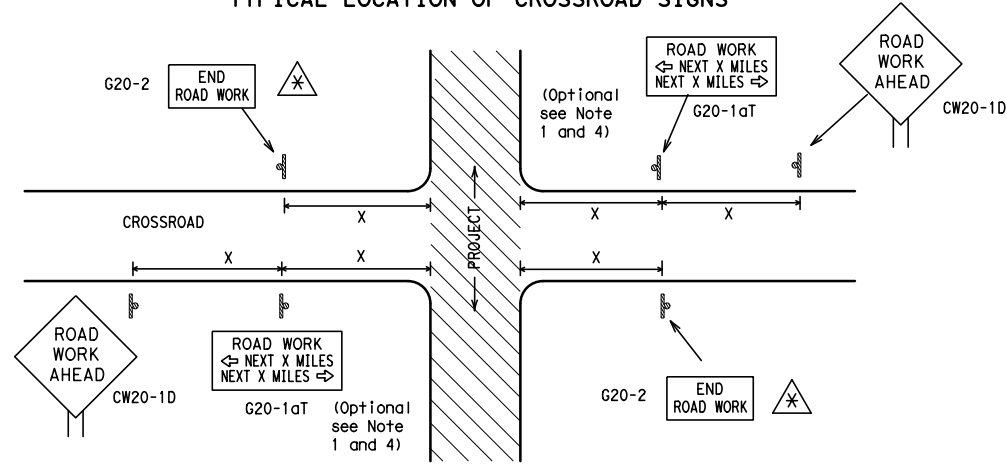 TYPICAL LOCATION OF CROSSROAD SIGNS
G20-2
END
ROAD WORK
*
(Optional
see Note
1 and 4)
ROAD WORK
⇦ NEXT X MILES
NEXT X MILES ⇨
G20-1aT
ROAD
WORK
AHEAD
CW20-1D
X
X
X
CROSSROAD
PROJECT
X
X
X
ROAD
WORK
AHEAD
CW20-1D
ROAD WORK
⇦ NEXT X MILES
NEXT X MILES ⇨
G20-1aT
(Optional
see Note
1 and 4)
G20-2
END
ROAD WORK
*